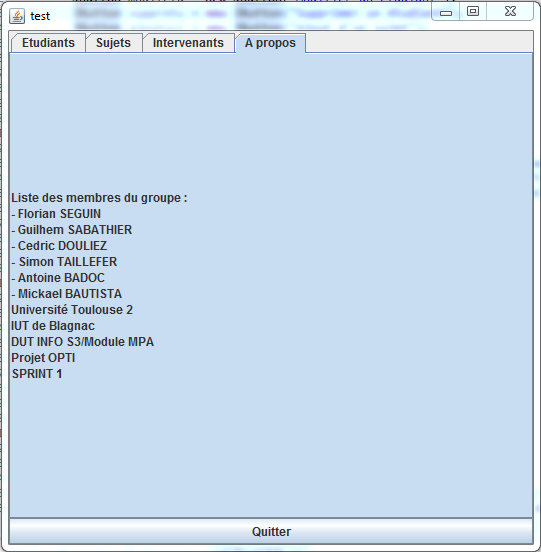 test
Etudiants Sujets Intervenants A propos
Liste des membres du groupe :
- Florian SEGUIN
- Guilhem SABATHIER
- Cedric DOULIEZ
- Simon TAILLEFER
- Antoine BADOC
- Mickael BAUTISTA
Université Toulouse 2
IUT de Blagnac
DUT INFO S3/Module MPA
Projet OPTI
SPRINT 1
Quitter